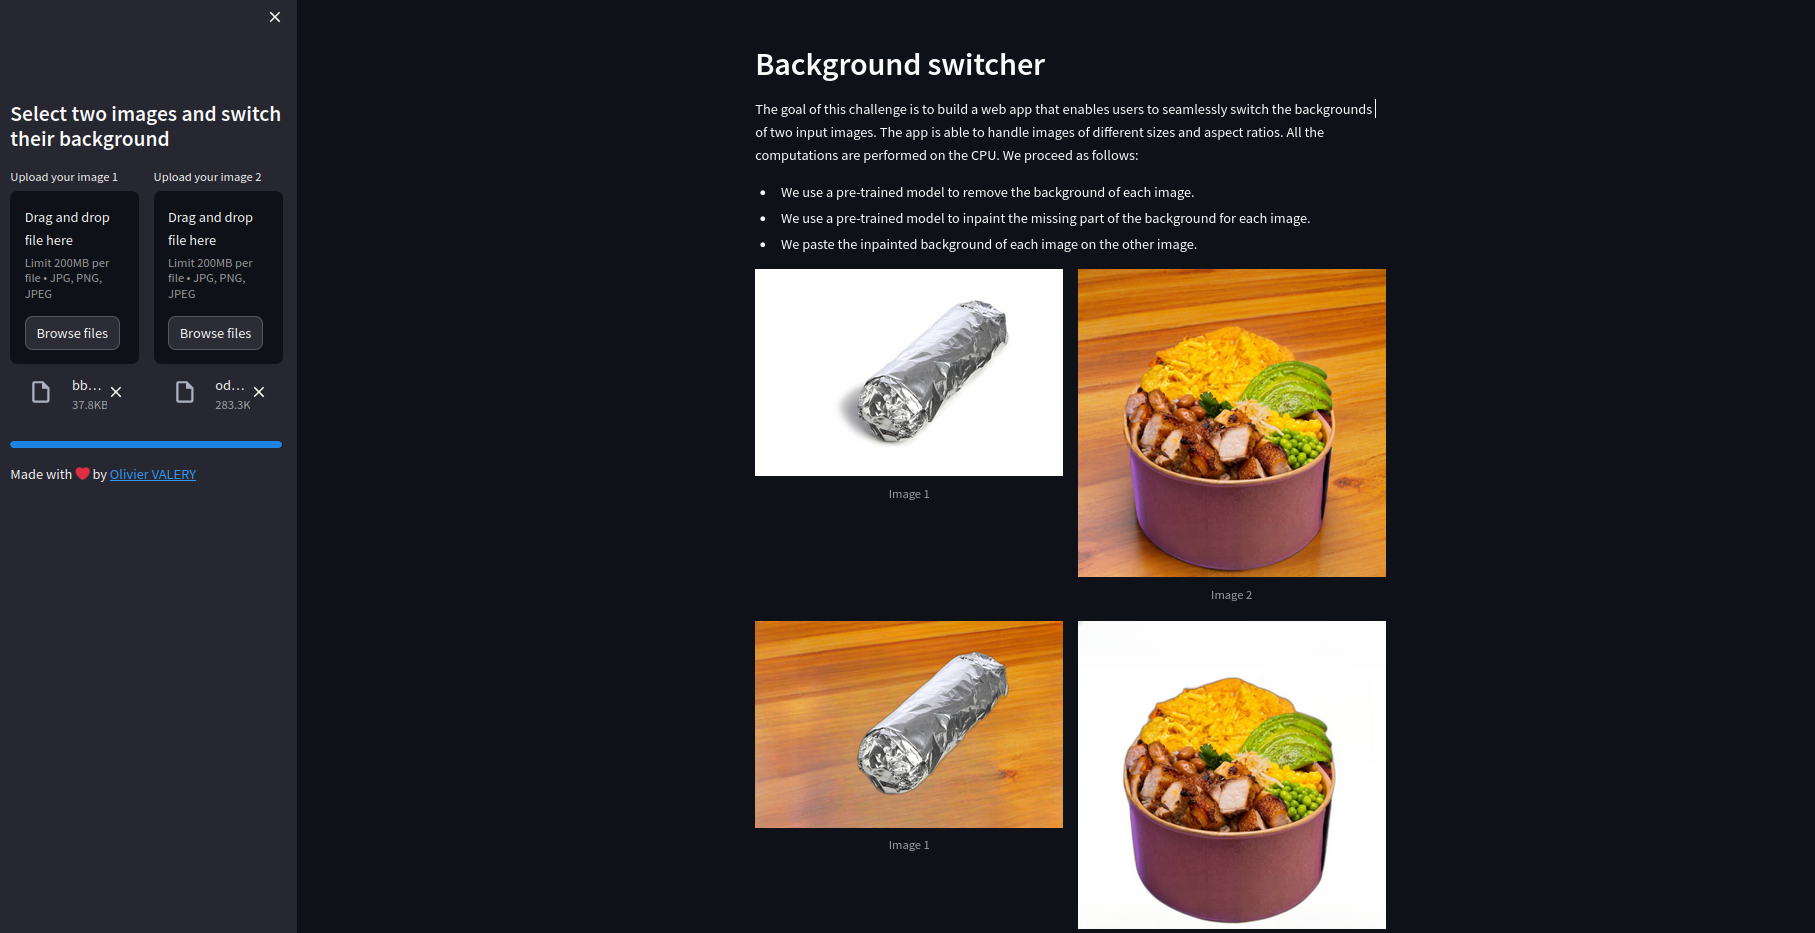 Select two images and switch
their background
Upload your image 1
Upload your image 2
Drag and drop
file here
Limit 200MB per
file • JPG, PNG,
JPEG
Browse files
Drag and drop
file here
Limit 200MB per
file • JPG, PNG,
JPEG
Browse files
bb...
37.8KB
od...
283.3K
Made with ❤️ by Olivier VALERY
Background switcher
The goal of this challenge is to build a web app that enables users to seamlessly switch the backgrounds
of two input images. The app is able to handle images of different sizes and aspect ratios. All the
computations are performed on the CPU. We proceed as follows:
• We use a pre-trained model to remove the background of each image.
• We use a pre-trained model to inpaint the missing part of the background for each image.
• We paste the inpainted background of each image on the other image.
Image 1
Image 2
Image 1